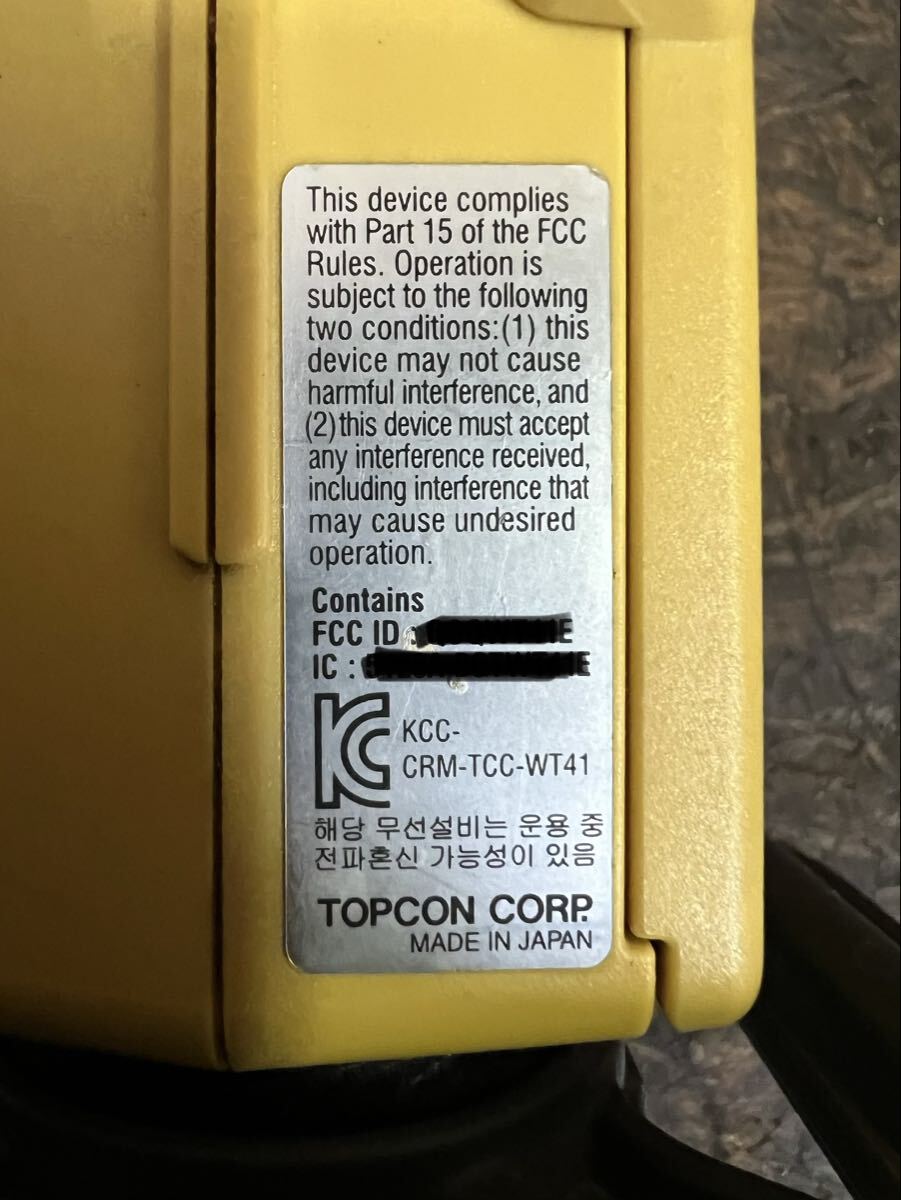 This device complies
with Part 15 of the FCC
Rules. Operation is
subject to the following
two conditions:(1) this
device may not cause
harmful interference, and
(2)this device must accept
any interference received,
including interference that
may cause undesired
operation.
Contains
FCC ID :
IC :
KCC-
CRM-TCC-WT41
해당 무선설비는 운용 중
전파혼신 가능성이 있음
TOPCON CORP.
MADE IN JAPAN